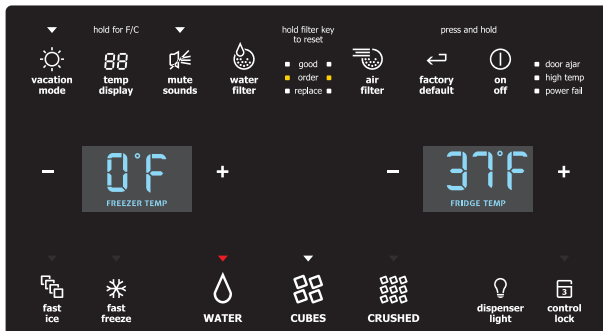 hold for F/C
hold filter key
to reset
press and hold
88
vacation
mode
temp
display
mute
sounds
water
filter
good
order
replace
air
filter
factory
default
on
off
door ajar
high temp
power fail
- 0°F +
FREEZER TEMP
- 37°F +
FRIDGE TEMP
3
fast
ice
fast
freeze
WATER
CUBES
CRUSHED
dispenser
light
control
lock